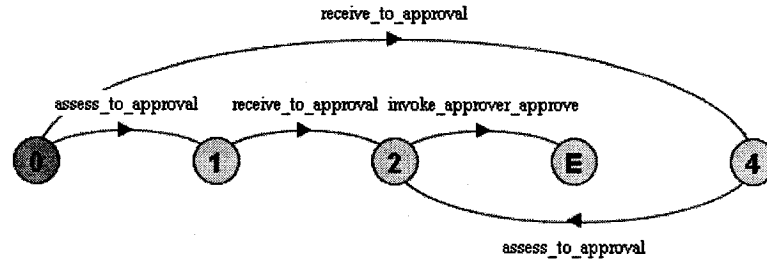 receive_to_approval
assess_to_approval receive_to_approval invoke_approver_approve
0 1 2 E 4
assess_to_approval